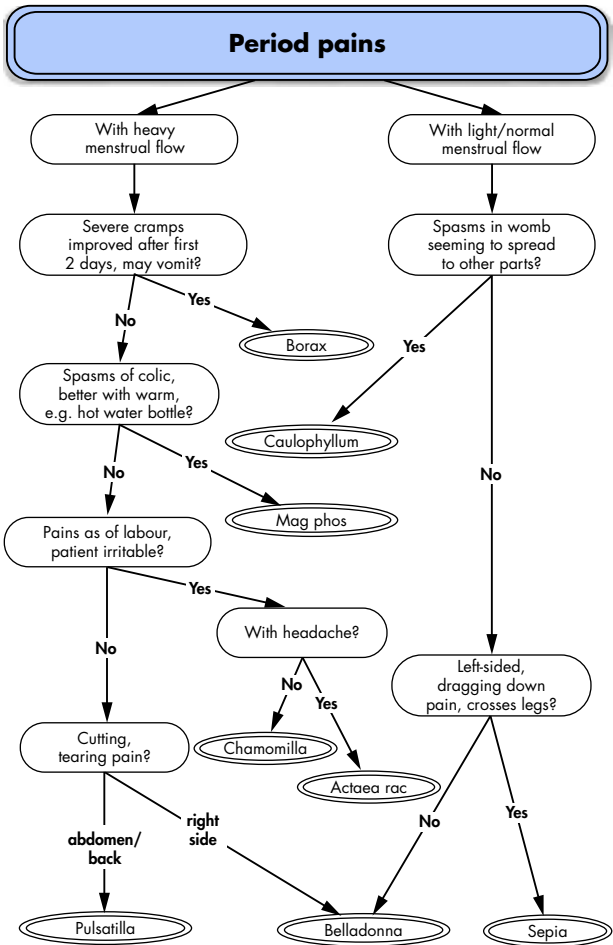 Period pains
With heavy
menstrual flow
With light/normal
menstrual flow
Severe cramps
improved after first
2 days, may vomit?
Spasms in womb
seeming to spread
to other parts?
Yes
No
Borax
Yes
Spasms of colic,
better with warm,
e.g. hot water bottle?
Caulophyllum
Yes
No
No
Mag phos
Pains as of labour,
patient irritable?
Yes
With headache?
No
Left-sided,
dragging down
pain, crosses legs?
No
Yes
Cutting,
tearing pain?
Chamomilla
Actaea rac
right
side
No
Yes
abdomen/
back
Pulsatilla
Belladonna
Sepia